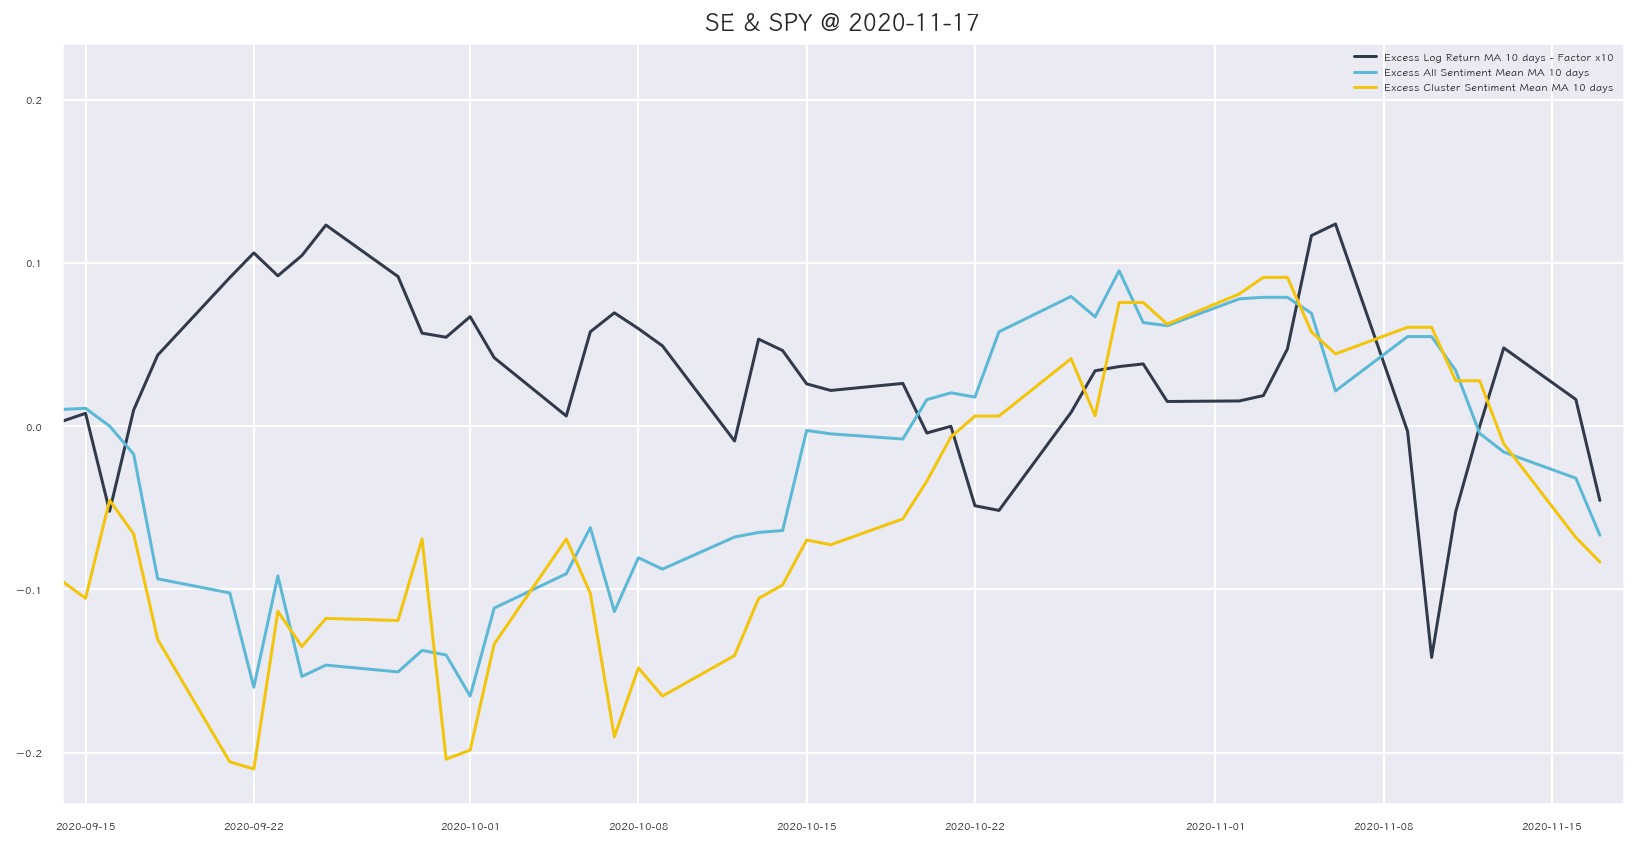 SE & SPY @ 2020-11-17
Excess Log Return MA 10 days - Factor x10
Excess All Sentiment Mean MA 10 days
Excess Cluster Sentiment Mean MA 10 days
0.2
0.1
0.0
−0.1
−0.2
2020-09-15 2020-09-22 2020-10-01 2020-10-08 2020-10-15 2020-10-22 2020-11-01 2020-11-08 2020-11-15